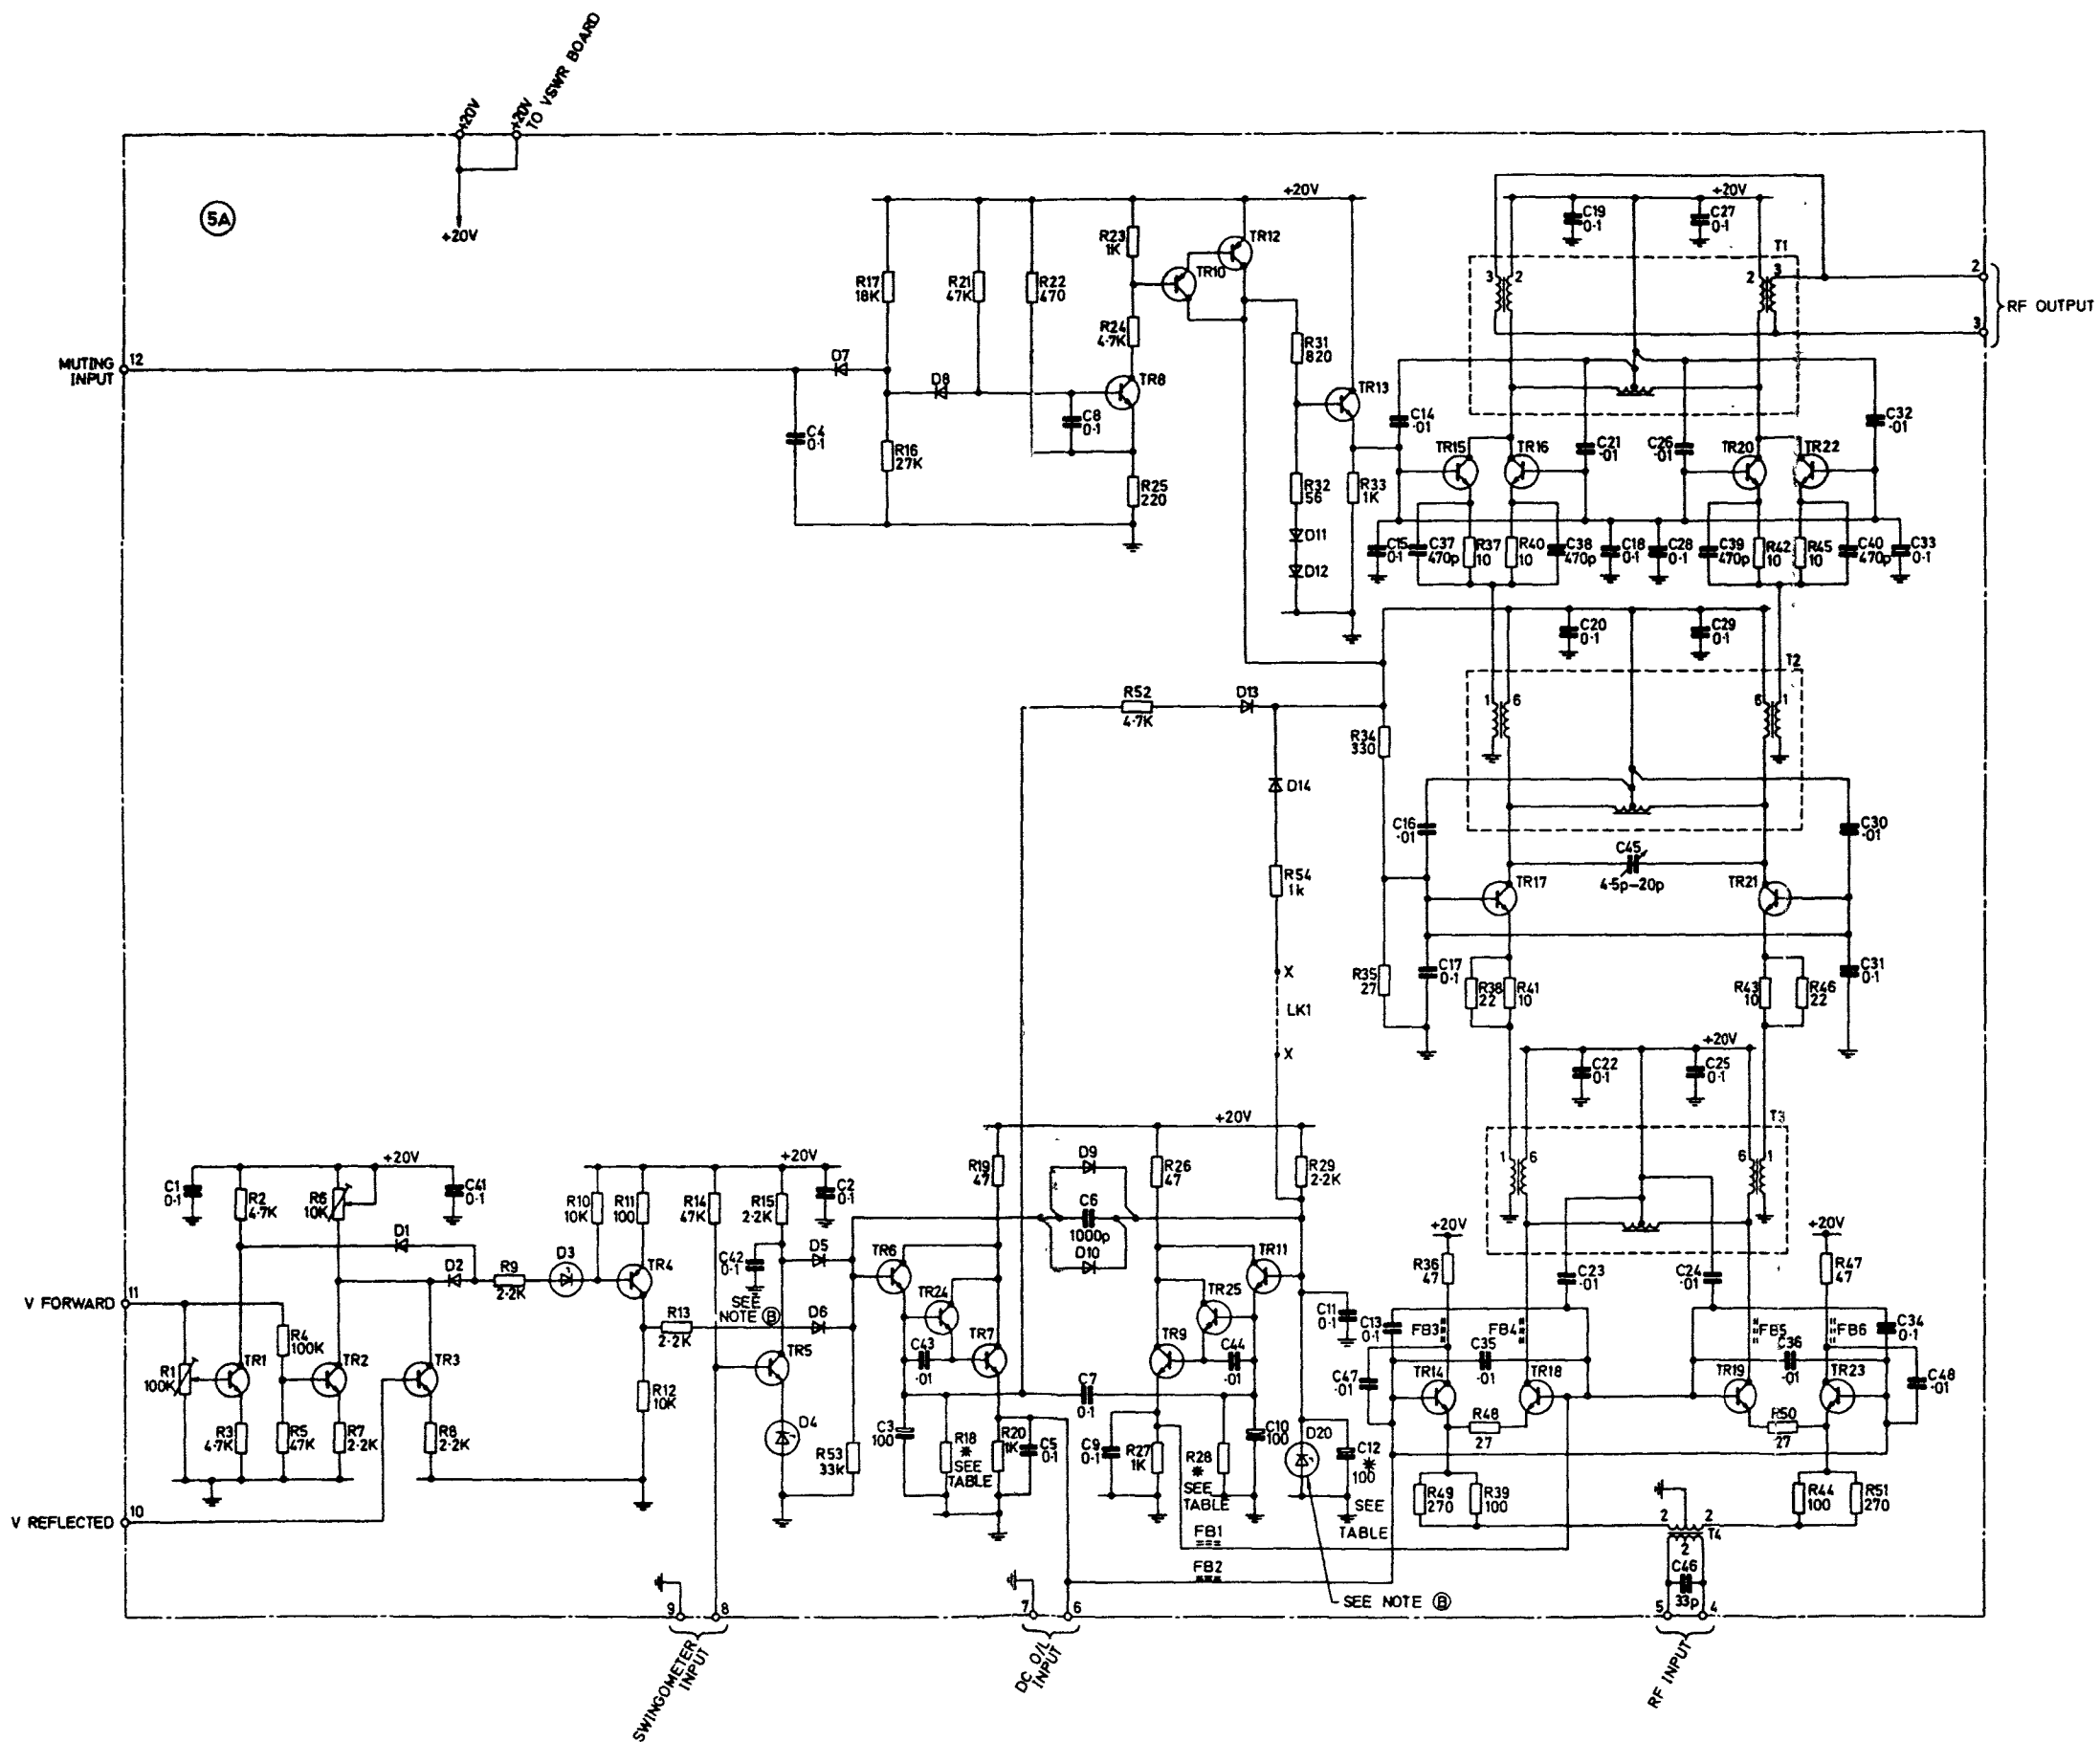 +20V
+20V
TO VSWR BOARD
5A
+20V
+20V
R23
1K
TR12
TR10
R17
18K
R21
47K
R22
470
R24
4·7K
MUTING
INPUT
12
D7
D8
TR8
C8
0·1
C4
0·1
R16
27K
R25
220
R31
820
TR13
R32
56
R33
1K
D11
D12
+20V
C19
0·1
C27
0·1
T1
3
2
2
3
2
3
RF OUTPUT
C14
·01
C21
·01
C26
·01
C32
·01
TR15
TR16
TR20
TR22
C15
0·1
C37
470p
R37
10
R40
10
C38
470p
C18
0·1
C28
0·1
C39
470p
R42
10
R45
10
C40
470p
C33
0·1
C20
0·1
C29
0·1
T2
1
6
6
1
R52
4·7K
D13
R34
330
D14
R54
1k
X
LK1
X
C16
·01
C30
·01
C45
4·5p–20p
TR17
TR21
R35
27
C17
0·1
R38
22
R41
10
R43
10
R46
22
C31
0·1
+20V
C22
0·1
C25
0·1
T3
1
6
6
1
+20V
C1
0·1
R2
4·7K
R6
10K
C41
0·1
D1
D2
R9
2·2K
D3
R10
10K
R11
100
TR4
+20V
R14
47K
R15
2·2K
C2
0·1
C42
0·1
SEE
NOTE Ⓑ
D5
D6
R13
2·2K
V FORWARD
11
R4
100K
R1
100K
TR1
TR2
TR3
R3
4·7K
R5
47K
R7
2·2K
R8
2·2K
R12
10K
TR5
D4
R53
33K
V REFLECTED
10
+20V
R19
47
D9
C6
1000p
D10
R26
47
R29
2·2K
TR6
TR24
TR7
TR11
TR25
TR9
C43
·01
C44
·01
C7
0·1
C11
0·1
C3
100
R18
*
SEE
TABLE
R20
1K
C5
0·1
C9
0·1
R27
1K
R28
*
SEE
TABLE
C10
100
D20
C12
*
100
SEE
TABLE
FB1
FB2
SEE NOTE Ⓑ
+20V
R36
47
+20V
R47
47
C23
·01
C24
·01
C13
0·1
FB3
FB4
C35
·01
FB5
C36
·01
FB6
C34
0·1
C47
·01
TR14
TR18
TR19
TR23
C48
·01
R48
27
R50
27
R49
270
R39
100
R44
100
R51
270
2
2
T4
2
C46
33p
5
4
RF INPUT
9
8
SWINGOMETER
INPUT
7
6
DC O/L
INPUT